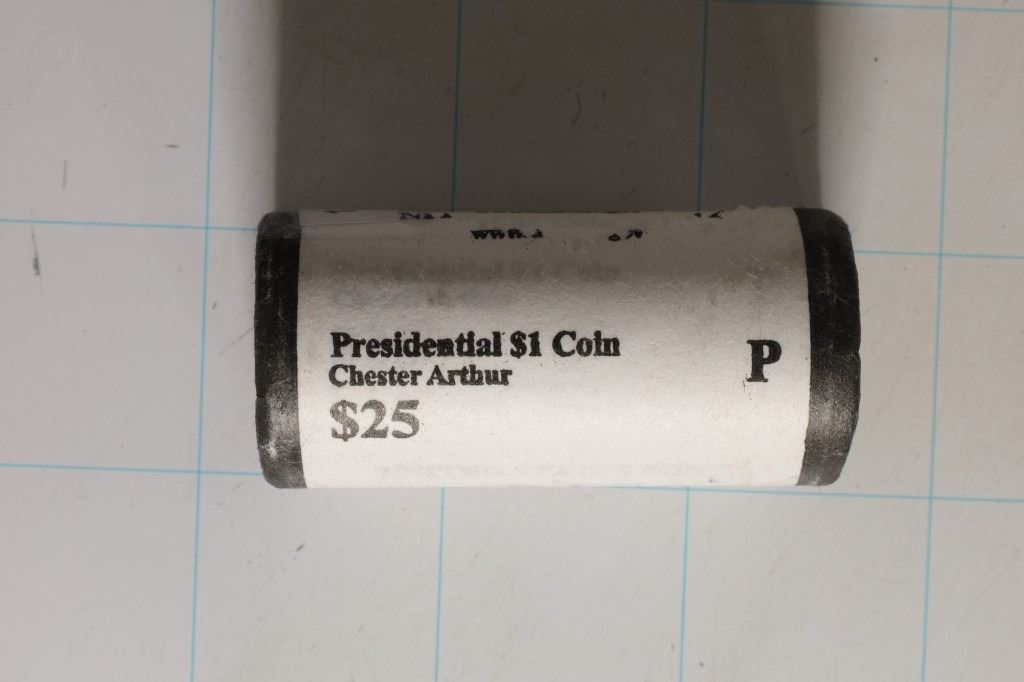 Presidential $1 Coin
Chester Arthur
$25
P